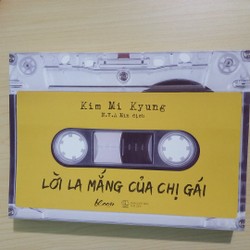 Kim Mi Kyung
LỜI LA MẮNG CỦA CHỊ GÁI